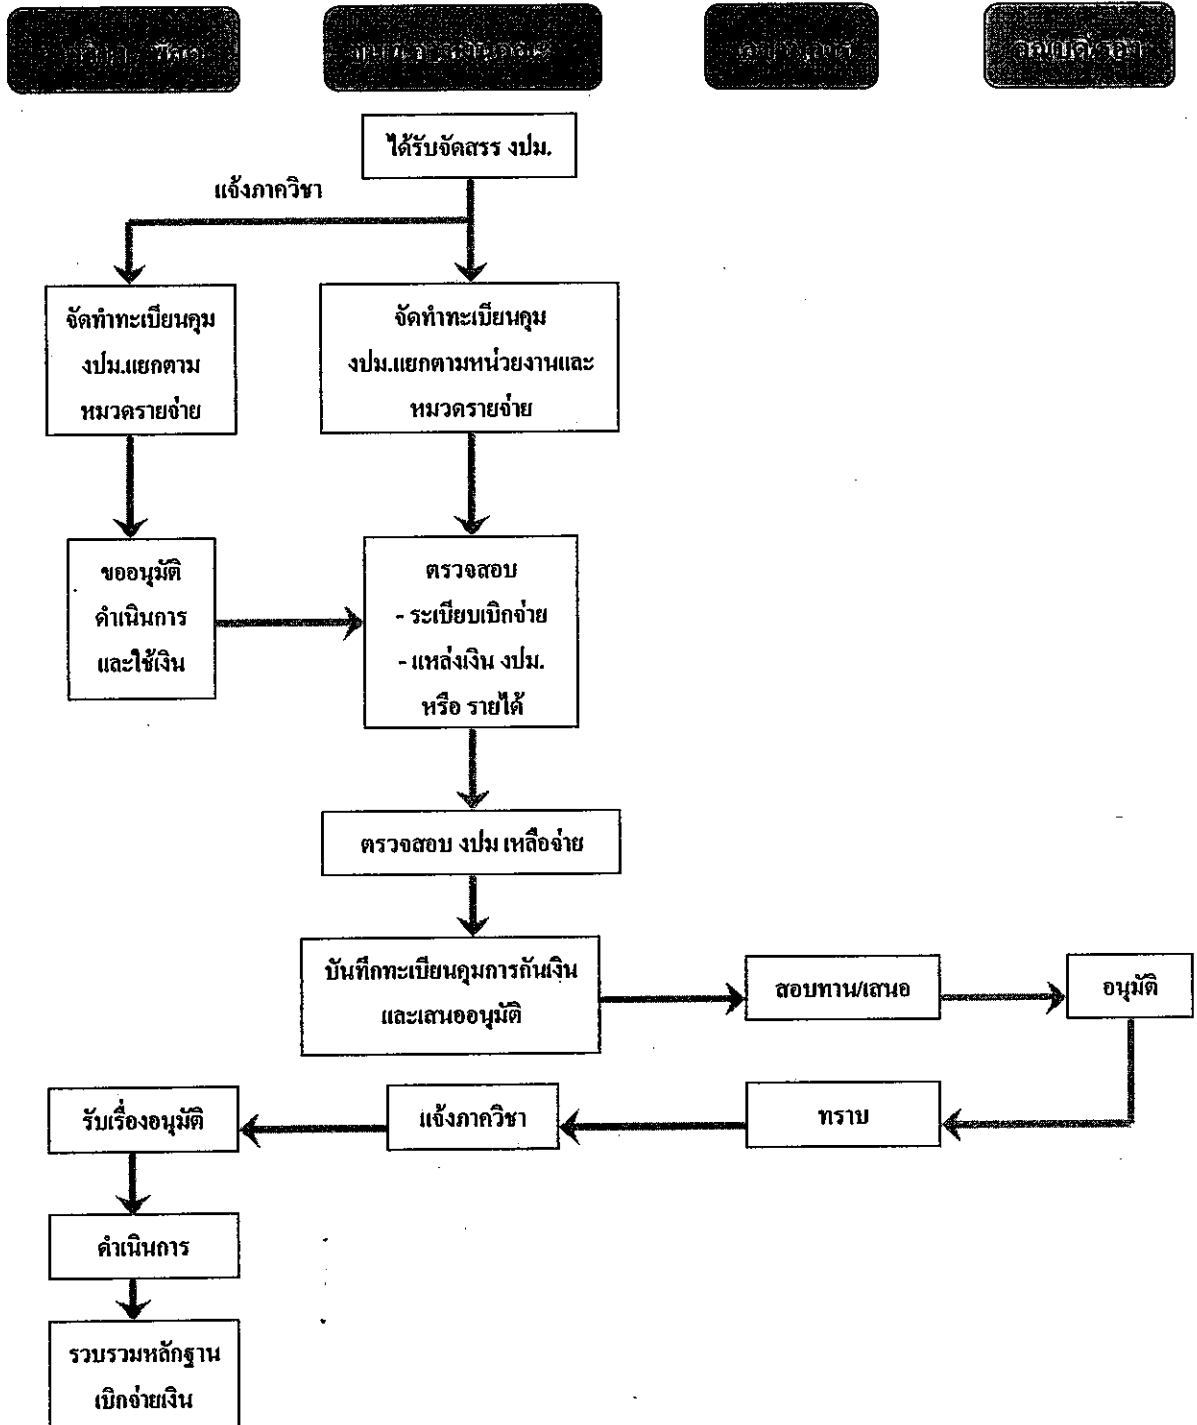 ได้รับจัดสรร งปม.
แจ้งภาควิชา
จัดทำทะเบียนคุม
งปม.แยกตาม
หมวดรายจ่าย
จัดทำทะเบียนคุม
งปม.แยกตามหน่วยงานและ
หมวดรายจ่าย
ขออนุมัติ
ดำเนินการ
และใช้เงิน
ตรวจสอบ
- ระเบียบเบิกจ่าย
- แหล่งเงิน งปม.
หรือ รายได้
ตรวจสอบ งปม เหลือจ่าย
บันทึกทะเบียนคุมการกันเงิน
และเสนออนุมัติ
สอบทาน/เสนอ
อนุมัติ
รับเรื่องอนุมัติ
แจ้งภาควิชา
ทราบ
ดำเนินการ
รวบรวมหลักฐาน
เบิกจ่ายเงิน